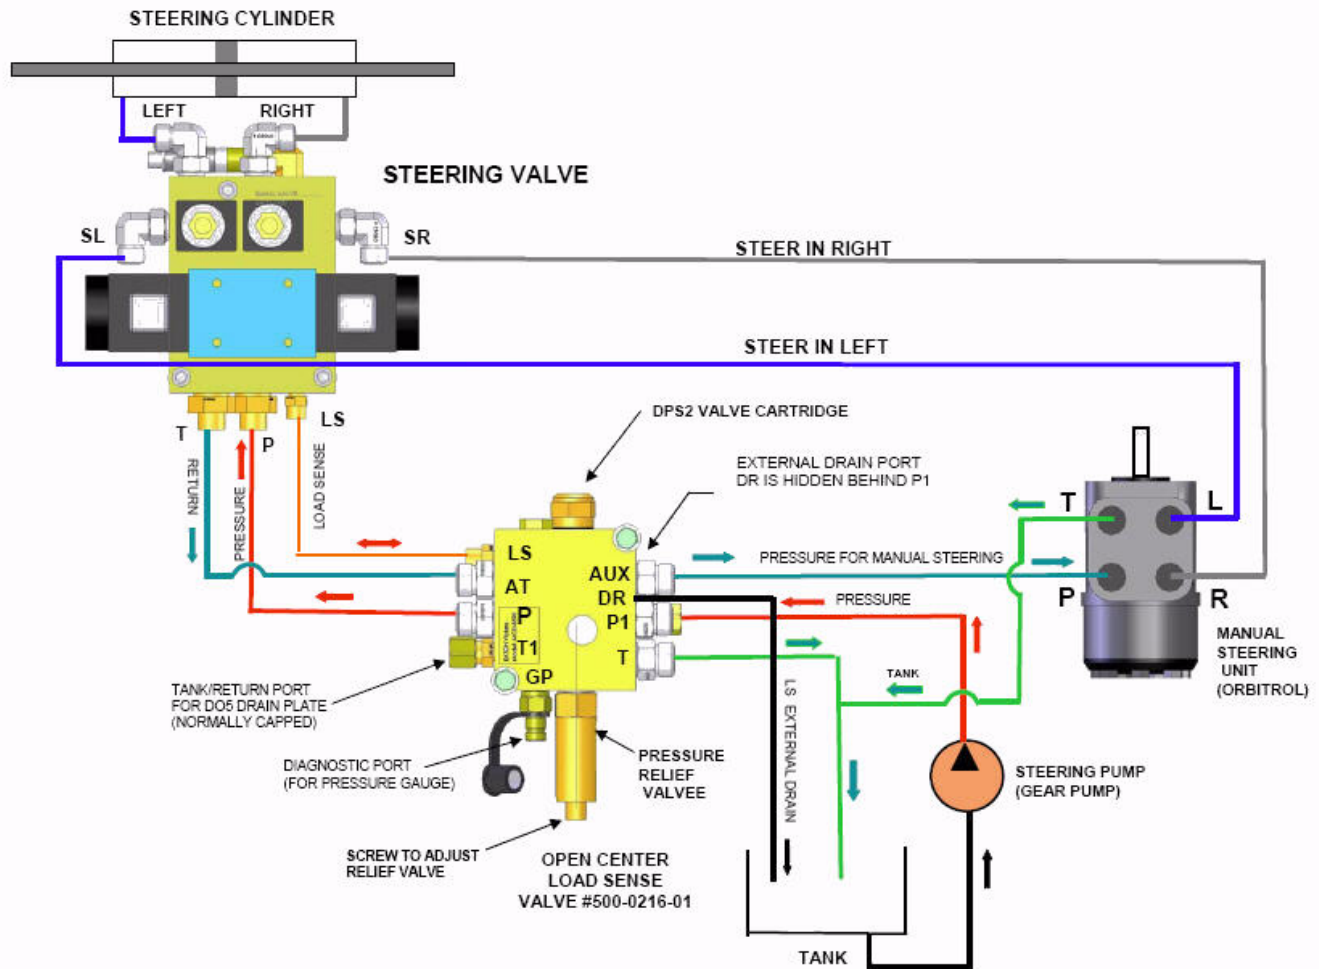 STEERING CYLINDER
LEFT
RIGHT
STEERING VALVE
SL
SR
STEER IN RIGHT
STEER IN LEFT
T
P
LS
RETURN
PRESSURE
LOAD SENSE
DPS2 VALVE CARTRIDGE
EXTERNAL DRAIN PORT
DR IS HIDDEN BEHIND P1
LS
AT
P
T1
GP
AUX
DR
P1
T
PRESSURE FOR MANUAL STEERING
PRESSURE
TANK
LS EXTERNAL DRAIN
T
L
P
R
MANUAL
STEERING
UNIT
(ORBITROL)
TANK/RETURN PORT
FOR DO5 DRAIN PLATE
(NORMALLY CAPPED)
DIAGNOSTIC PORT
(FOR PRESSURE GAUGE)
PRESSURE
RELIEF
VALVEE
STEERING PUMP
(GEAR PUMP)
SCREW TO ADJUST
RELIEF VALVE
OPEN CENTER
LOAD SENSE
VALVE #500-0216-01
TANK